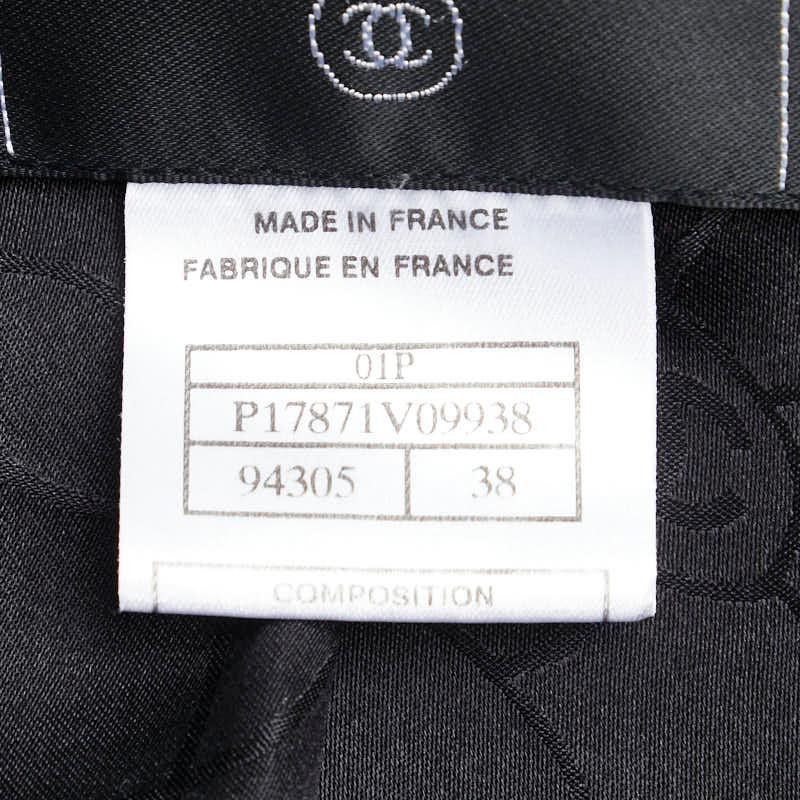 MADE IN FRANCE
FABRIQUE EN FRANCE
01P
P17871V09938
94305 38
COMPOSITION